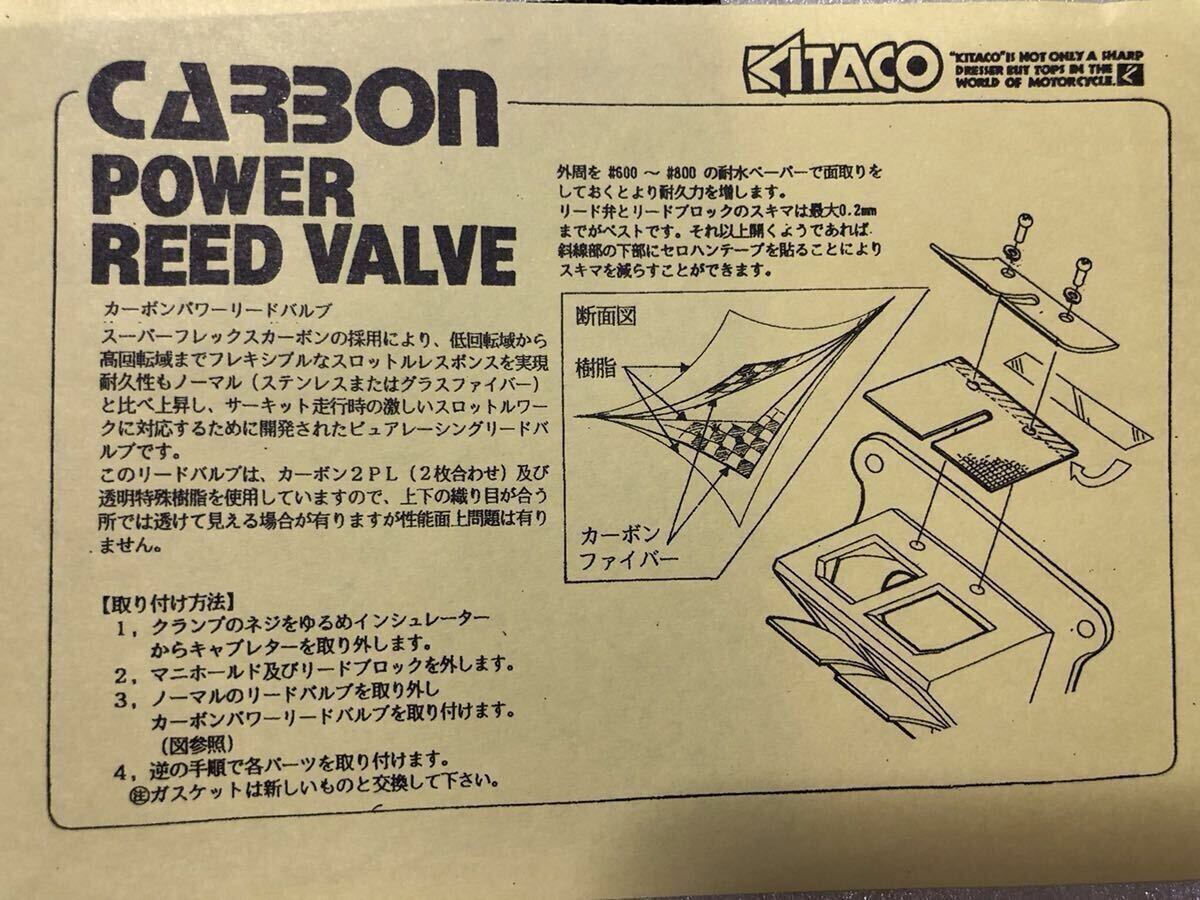 CARBON
POWER
REED VALVE
KITACO
"KITACO" IS NOT ONLY A SHARP
DRESSER BUT TOPS IN THE
WORLD OF MOTORCYCLE.
カーボンパワーリードバルブ
スーパーフレックスカーボンの採用により、低回転域から
高回転域までフレキシブルなスロットルレスポンスを実現
耐久性もノーマル(ステンレスまたはグラスファイバー)
と比べ上昇し、サーキット走行時の激しいスロットルワー
クに対応するために開発されたピュアレーシングリードバ
ルブです。
このリードバルブは、カーボン2PL(2枚合わせ)及び
透明特殊樹脂を使用していますので、上下の織り目が合う
所では透けて見える場合が有りますが性能面上問題は有り
ません。
【取り付け方法】
1，クランプのネジをゆるめインシュレーター
からキャブレターを取り外します。
2，マニホールド及びリードブロックを外します。
3，ノーマルのリードバルブを取り外し
カーボンパワーリードバルブを取り付けます。
(図参照)
4，逆の手順で各パーツを取り付けます。
㊟ガスケットは新しいものと交換して下さい。
外周を #600 ～ #800 の耐水ペーパーで面取りを
しておくとより耐久力を増します。
リード弁とリードブロックのスキマは最大0.2mm
までがベストです。それ以上開くようであれば
斜線部の下部にセロハンテープを貼ることにより
スキマを減らすことができます。
断面図
樹脂
カーボン
ファイバー